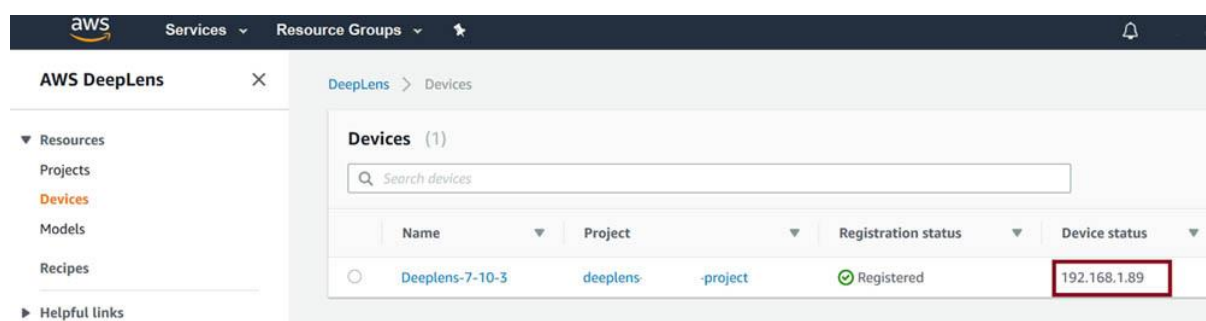 aws Services Resource Groups
AWS DeepLens ×
DeepLens > Devices
Resources
Projects
Devices
Models
Recipes
Helpful links
Devices (1)
Search devices
Name Project Registration status Device status
Deeplens-7-10-3 deeplens- -project Registered 192.168.1.89